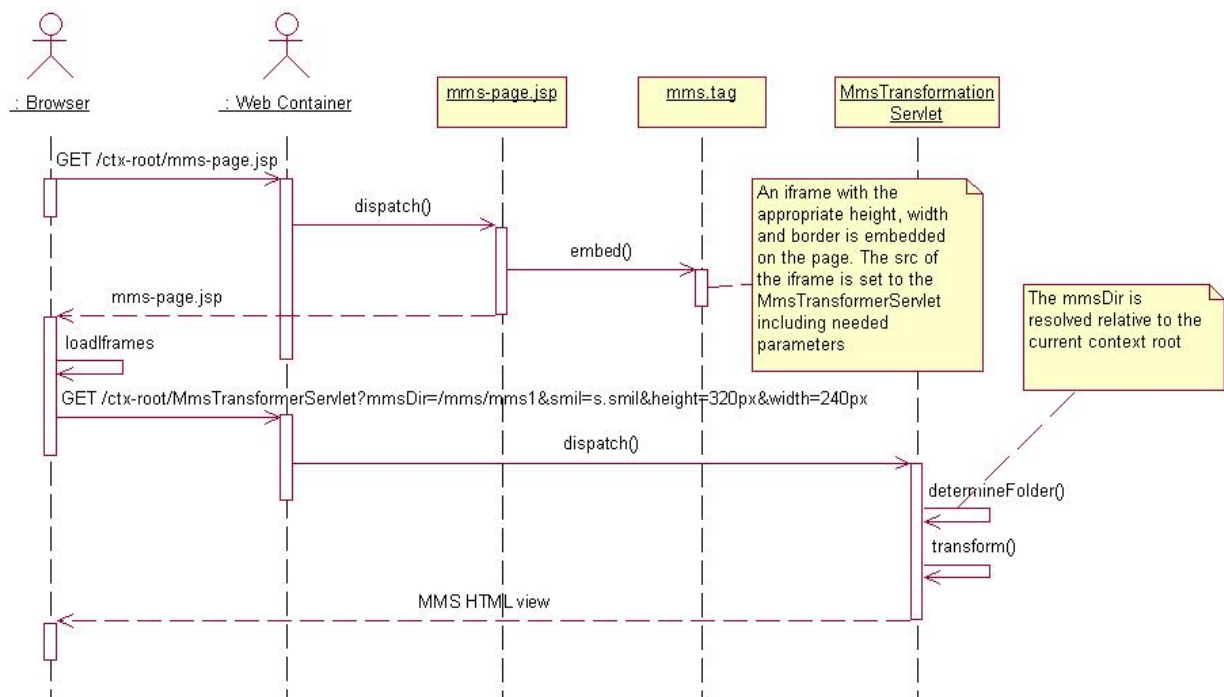 : Browser
: Web Container
mms-page.jsp
mms.tag
MmsTransformation
Servlet
GET /ctx-root/mms-page.jsp
dispatch()
embed()
An iframe with the
appropriate height, width
and border is embedded
on the page. The src of
the iframe is set to the
MmsTransformerServlet
including needed
parameters
The mmsDir is
resolved relative to the
current context root
mms-page.jsp
loadIframes
GET /ctx-root/MmsTransformerServlet?mmsDir=/mms/mms1&smil=s.smil&height=320px&width=240px
dispatch()
determineFolder()
transform()
MMS HTML view